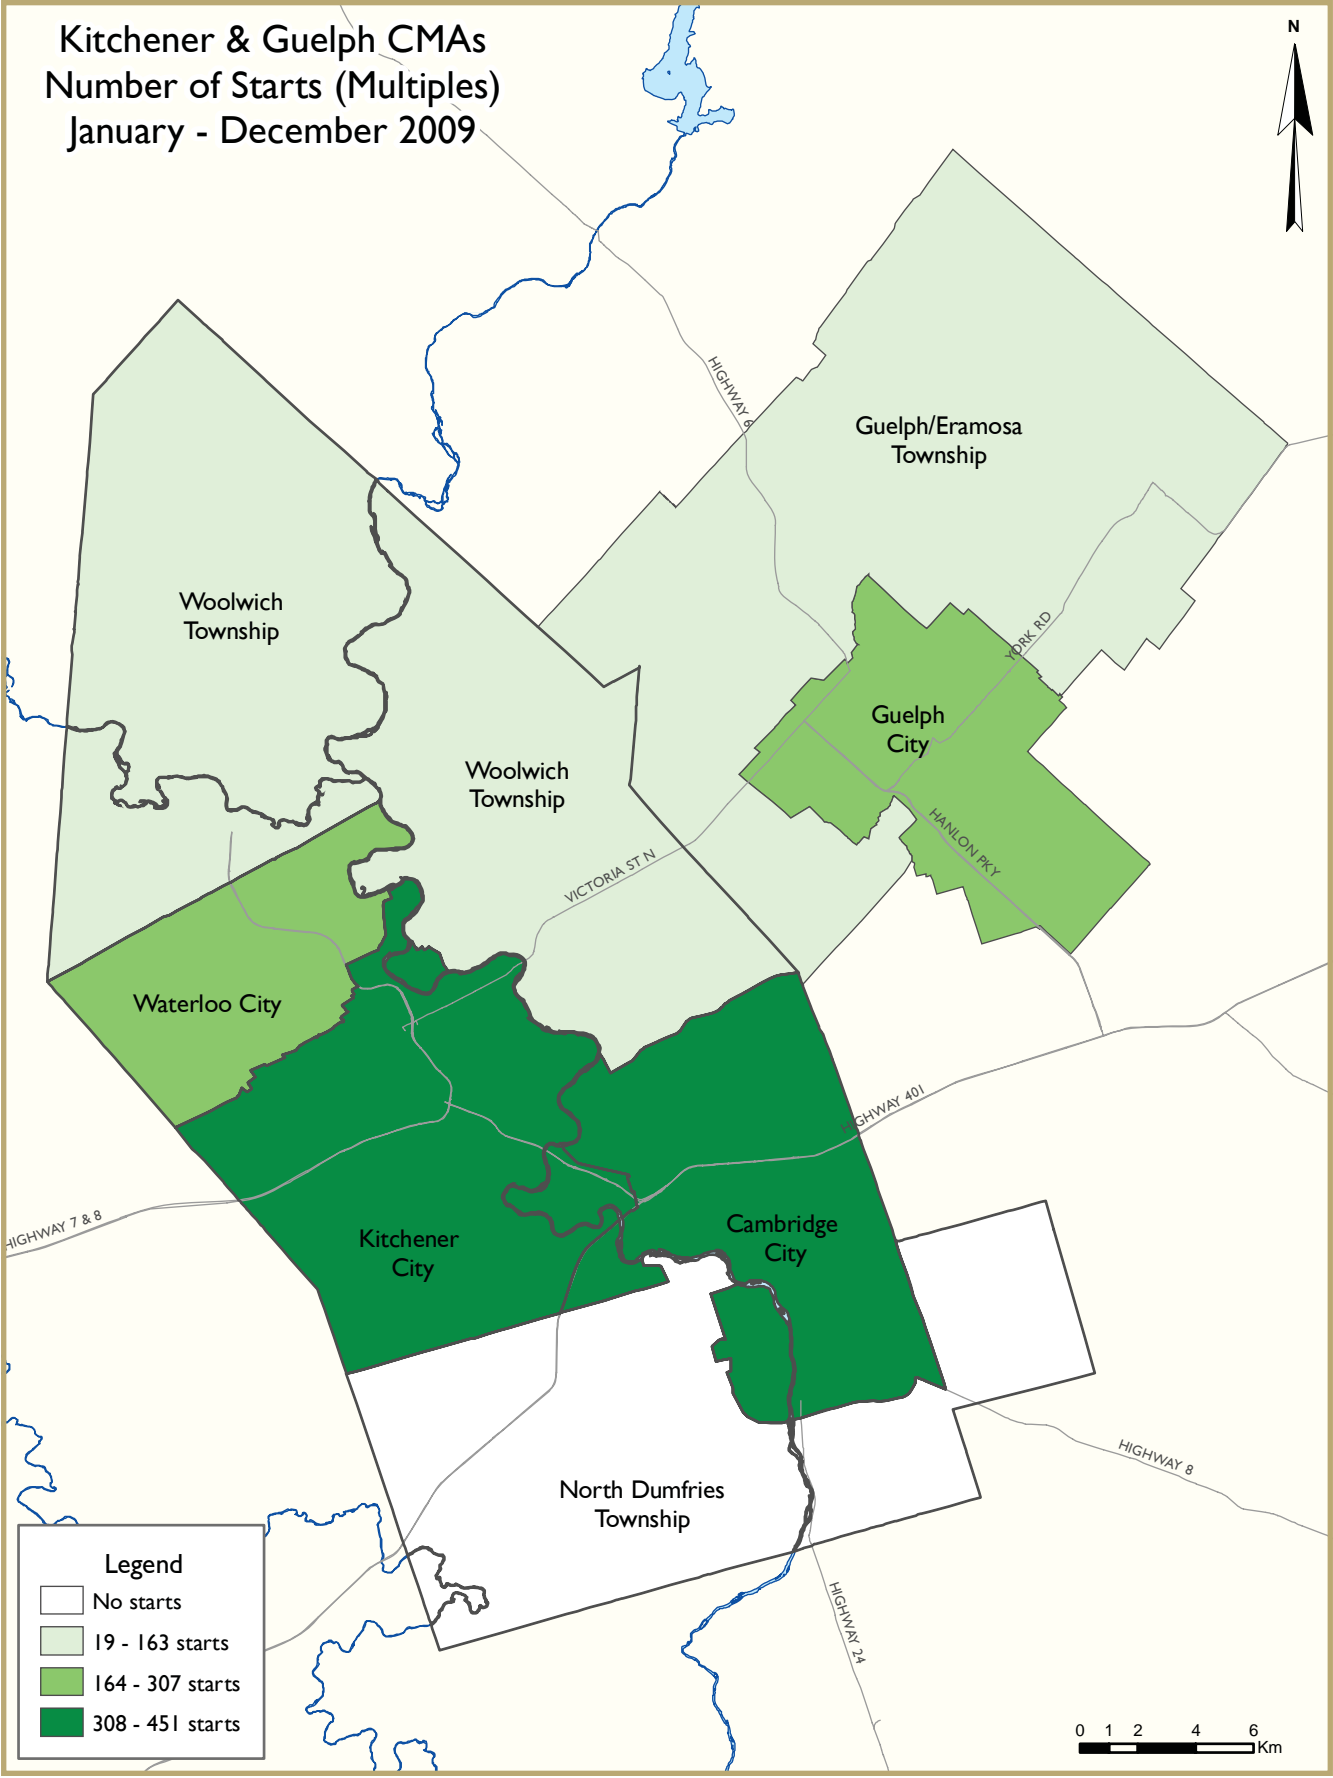 Kitchener & Guelph CMAs
Number of Starts (Multiples)
January - December 2009
N
HIGHWAY 6
Guelph/Eramosa
Township
Woolwich
Township
YORK RD
Guelph
City
Woolwich
Township
HANLON PKY
VICTORIA ST N
Waterloo City
HIGHWAY 401
HIGHWAY 7 & 8
Kitchener
City
Cambridge
City
HIGHWAY 8
North Dumfries
Township
HIGHWAY 24
Legend
No starts
19 - 163 starts
164 - 307 starts
308 - 451 starts
0 1 2 4 6
Km